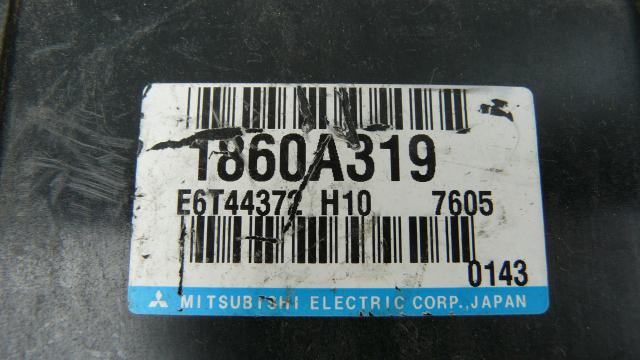 1860A319
E6T44372 H10 7605
0143
MITSUBISHI ELECTRIC CORP., JAPAN